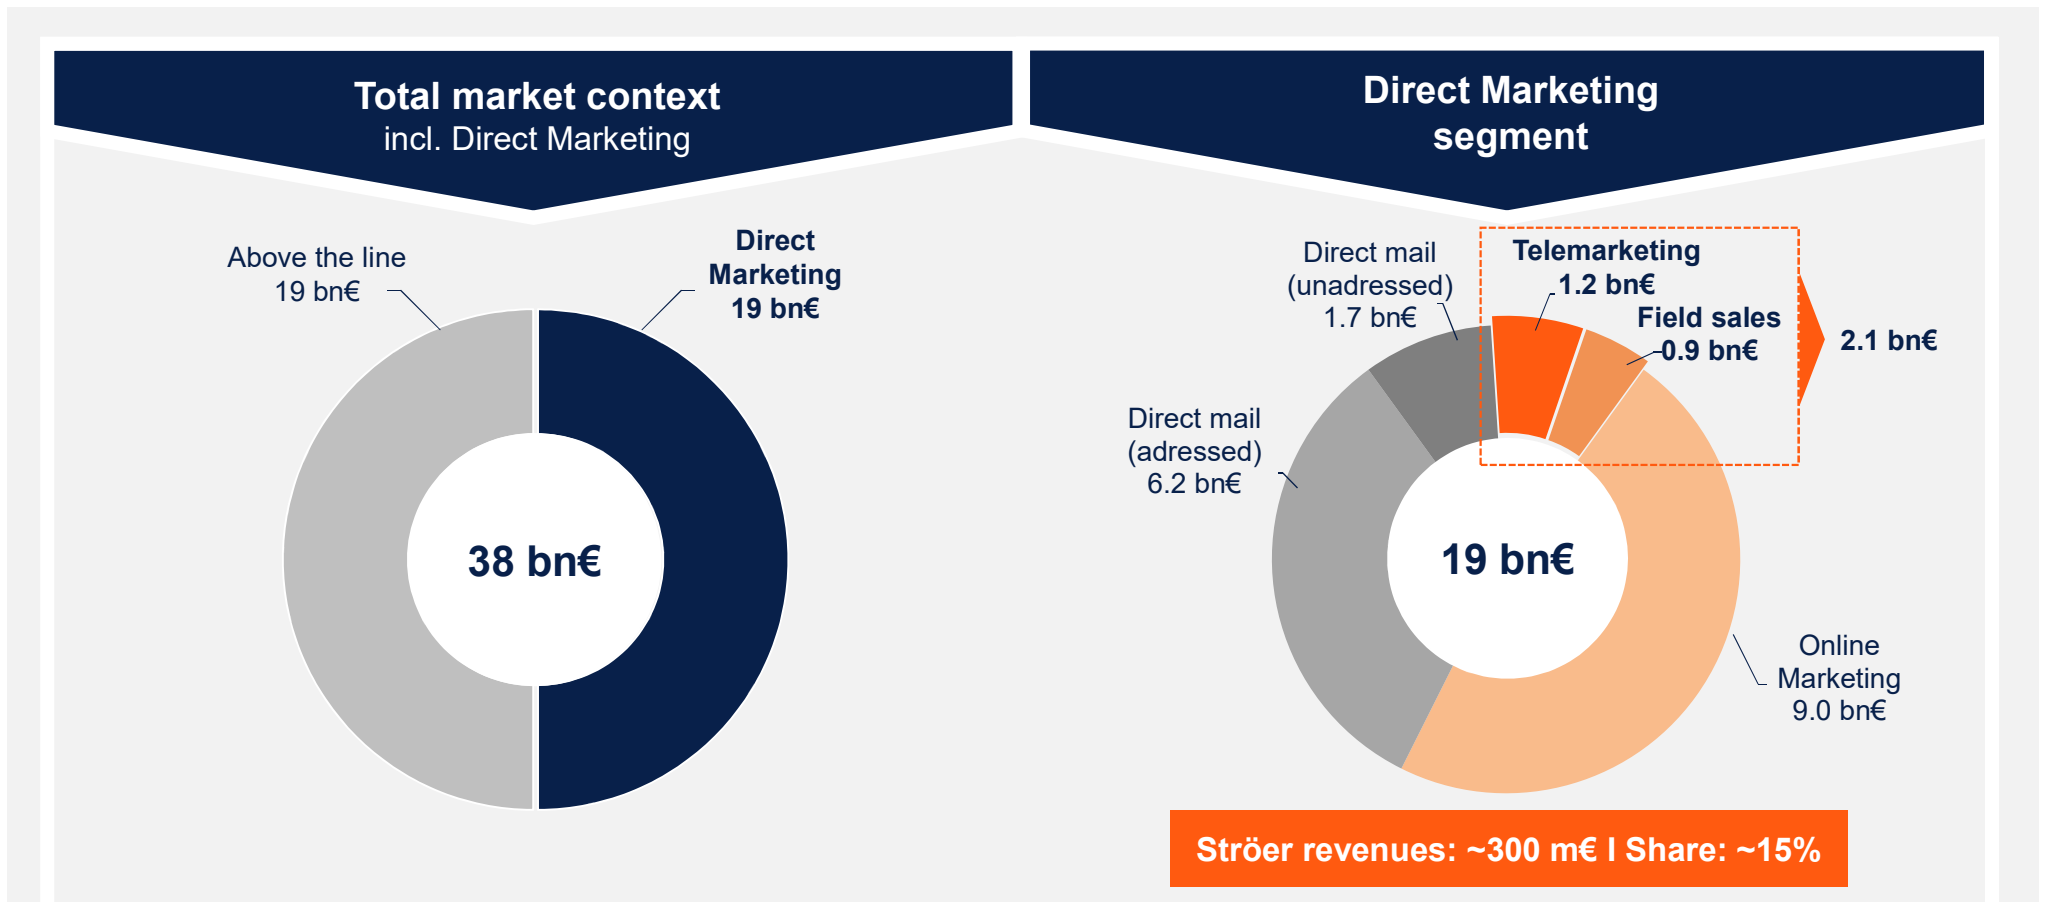 Total market context
incl. Direct Marketing
Above the line
19 bn€
Direct
Marketing
19 bn€
38 bn€
Direct Marketing
segment
Direct mail
(unadressed)
1.7 bn€
Telemarketing
1.2 bn€
Field sales
0.9 bn€
2.1 bn€
Direct mail
(adressed)
6.2 bn€
19 bn€
Online
Marketing
9.0 bn€
Ströer revenues: ~300 m€ I Share: ~15%